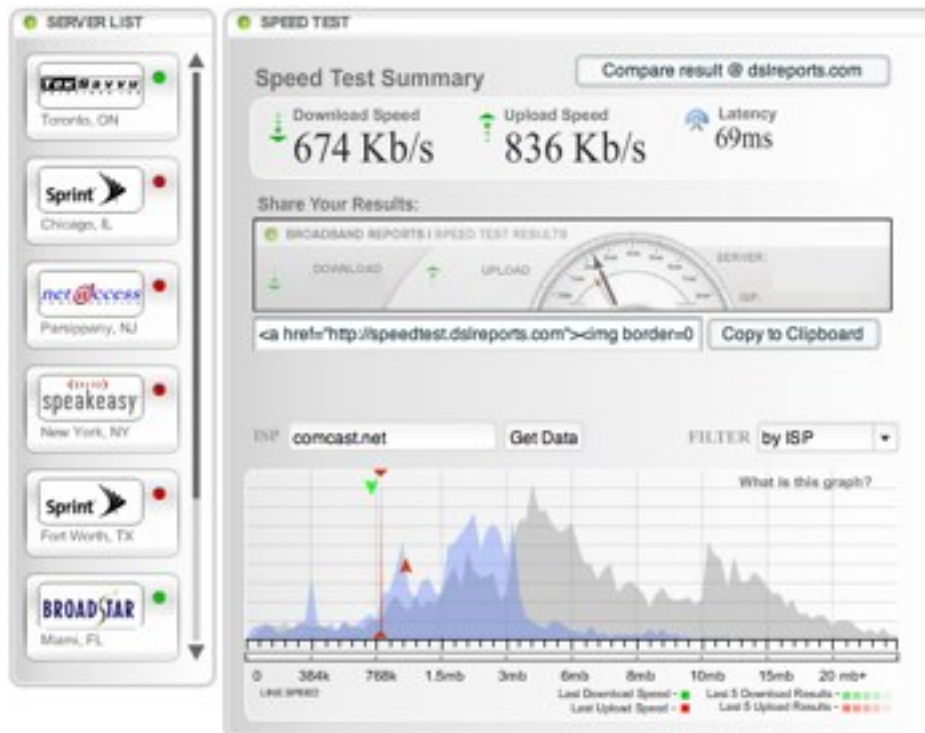 SERVER LIST
TekSavvy
Toronto, ON
Sprint
Chicago, IL
net@ccess
Parsippany, NJ
speakeasy
New York, NY
Sprint
Fort Worth, TX
BROADSTAR
Miami, FL
SPEED TEST
Speed Test Summary
Compare result @ dslreports.com
Download Speed
674 Kb/s
Upload Speed
836 Kb/s
Latency
69ms
Share Your Results:
BROADBAND REPORTS | SPEED TEST RESULTS
DOWNLOAD
UPLOAD
SERVER:
ISP:
<a href="http://speedtest.dslreports.com"><img border=0
Copy to Clipboard
ISP comcast.net Get Data FILTER by ISP
What is this graph?
0 384k 768k 1.5mb 3mb 6mb 8mb 10mb 15mb 20 mb+
LINK SPEED
Last Download Speed - Last 5 Download Results -
Last Upload Speed - Last 5 Upload Results -